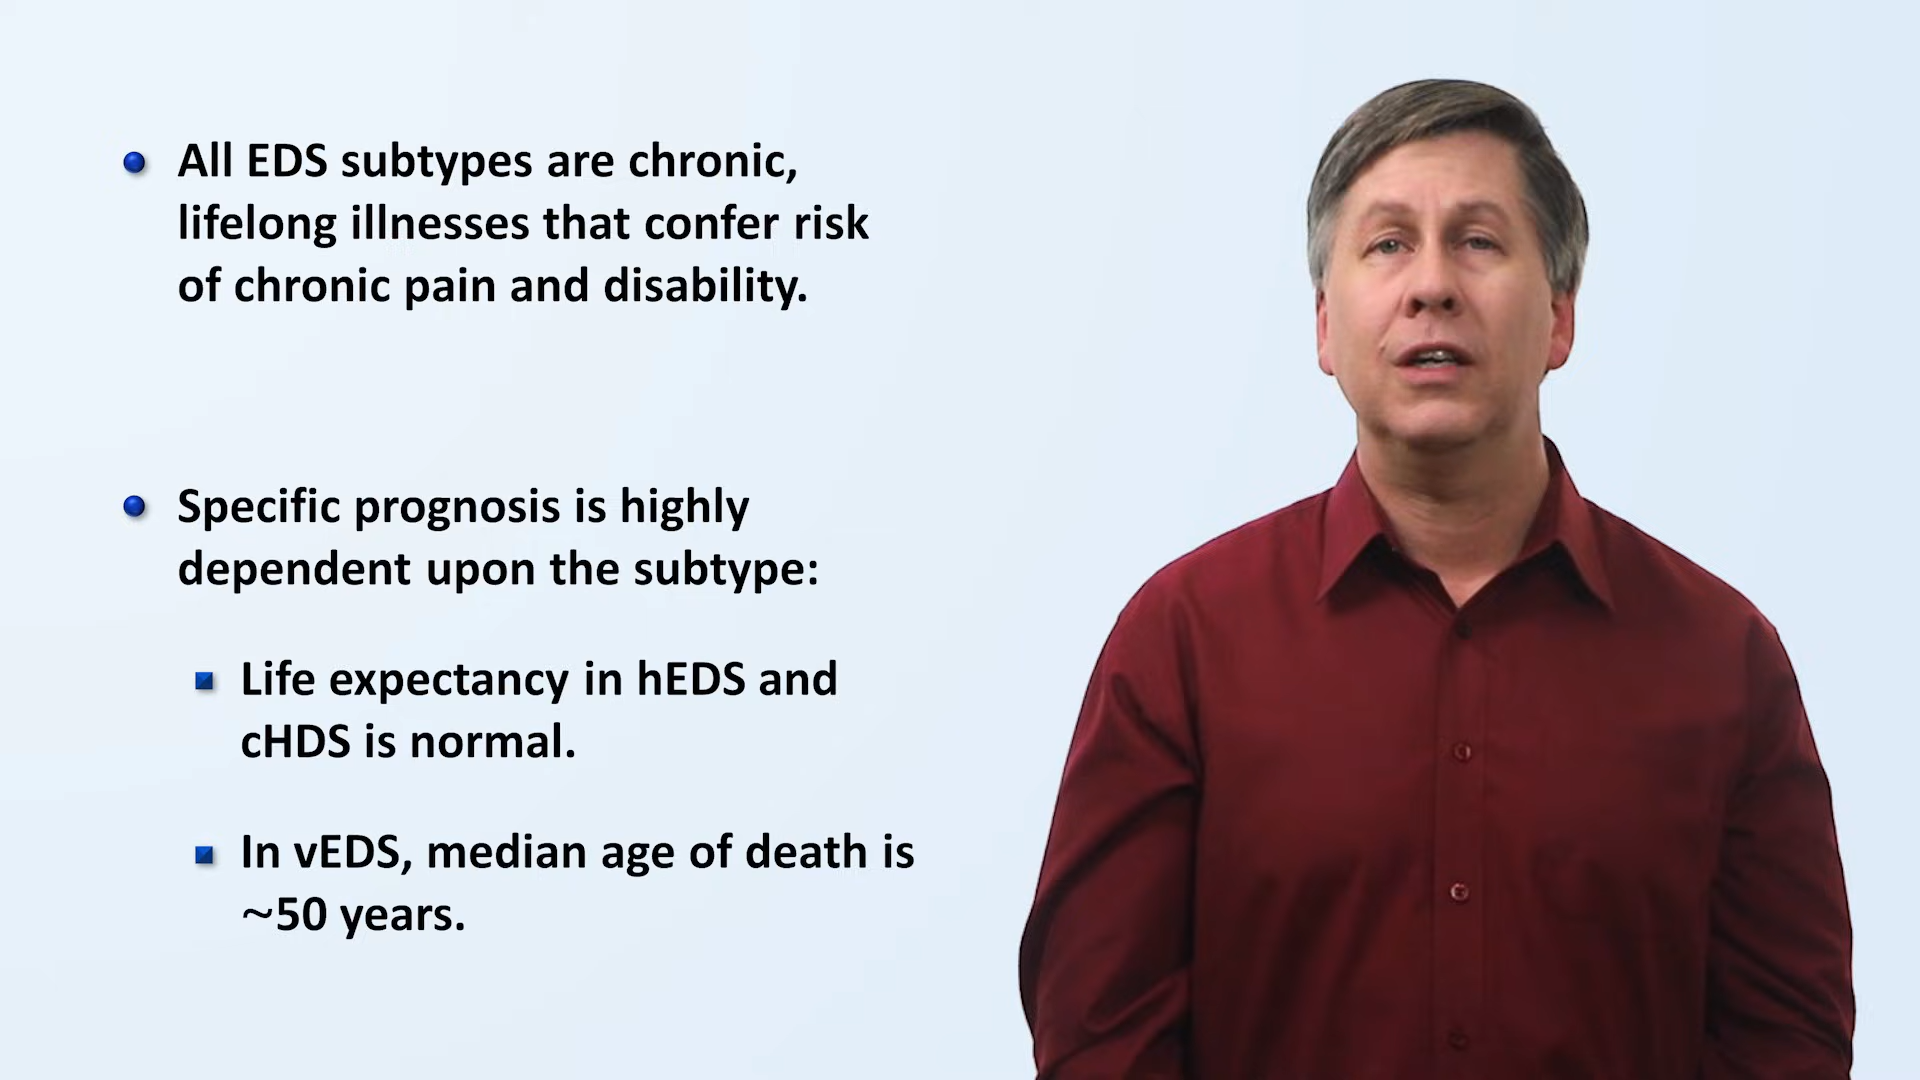 All EDS subtypes are chronic,
lifelong illnesses that confer risk
of chronic pain and disability.
Specific prognosis is highly
dependent upon the subtype:
Life expectancy in hEDS and
cHDS is normal.
In vEDS, median age of death is
~50 years.